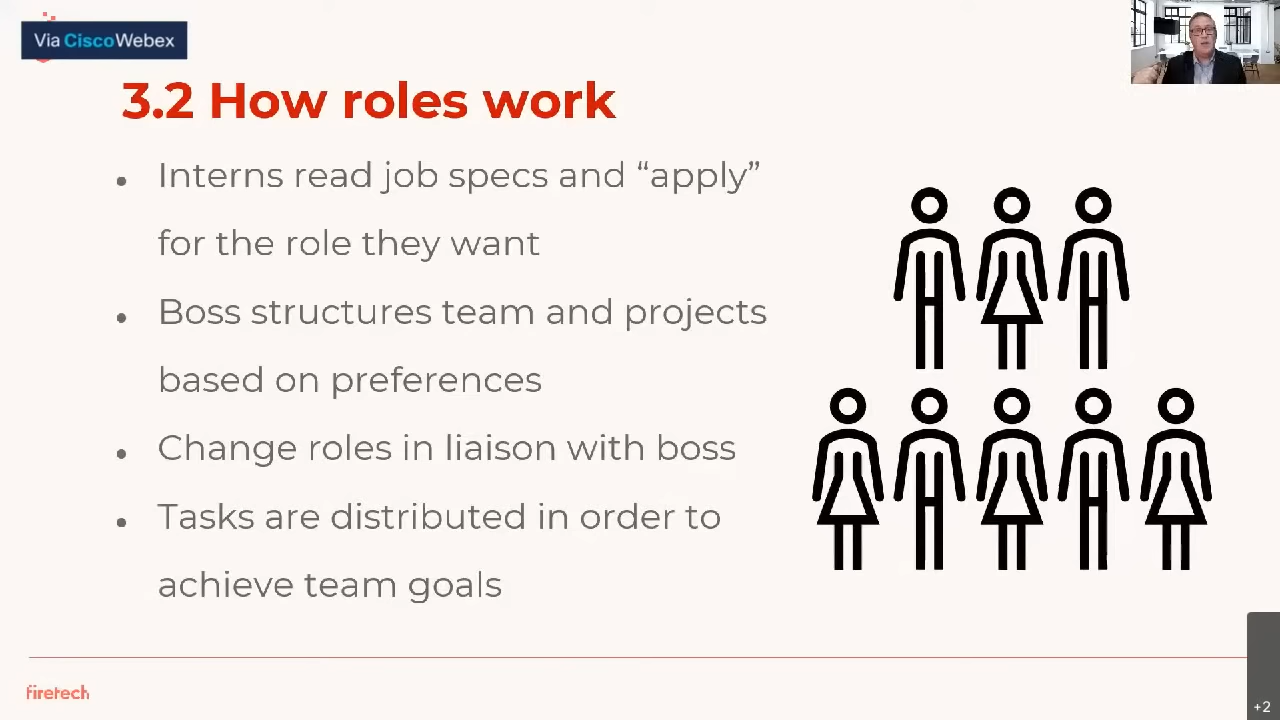 Via CiscoWebex
3.2 How roles work
• Interns read job specs and “apply”
for the role they want
• Boss structures team and projects
based on preferences
• Change roles in liaison with boss
• Tasks are distributed in order to
achieve team goals
firetech
+2